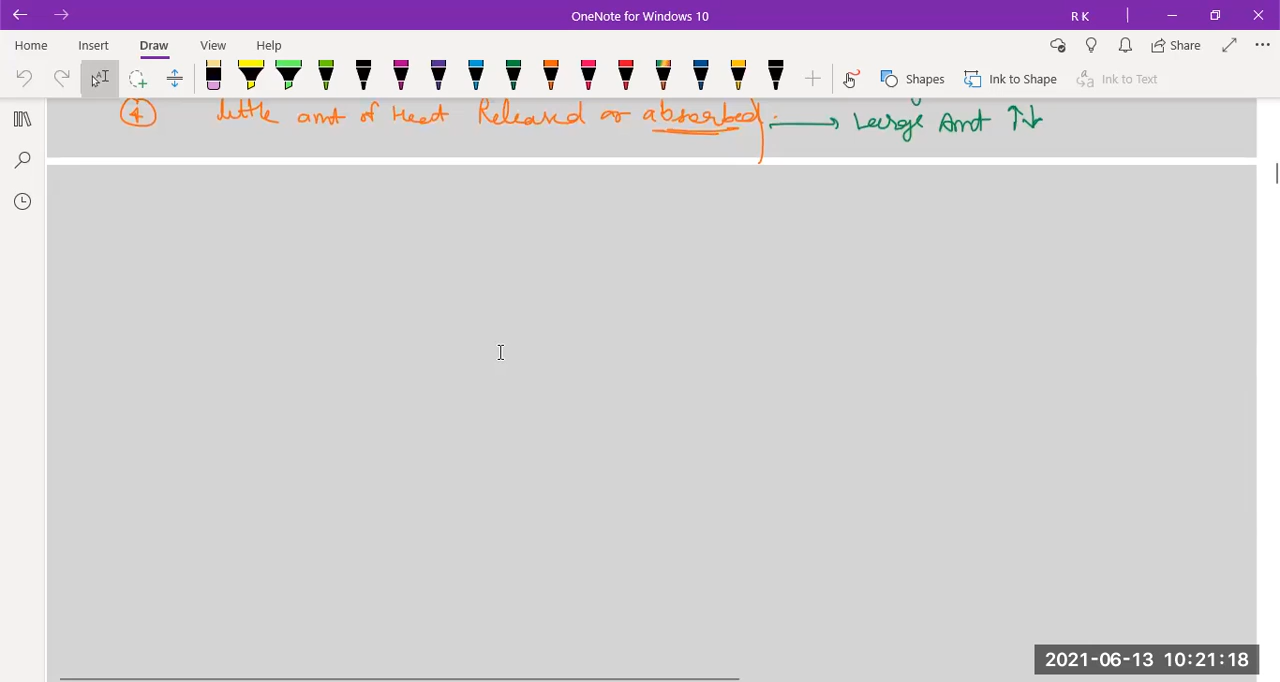 OneNote for Windows 10
R K
Home Insert Draw View Help
Share
Shapes Ink to Shape Ink to Text
4 little amt of Heat Released or absorbed. → Large Amt ↑↓
2021-06-13 10:21:18